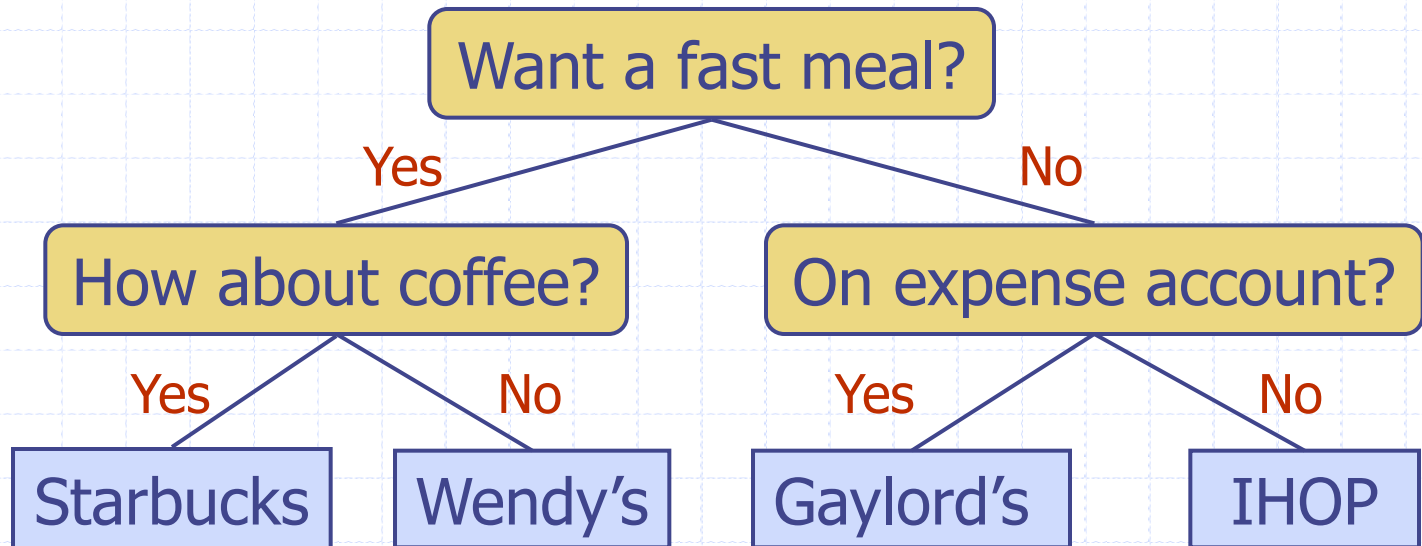 Want a fast meal?
Yes
No
How about coffee?
On expense account?
Yes
No
Yes
No
Starbucks
Wendy’s
Gaylord’s
IHOP